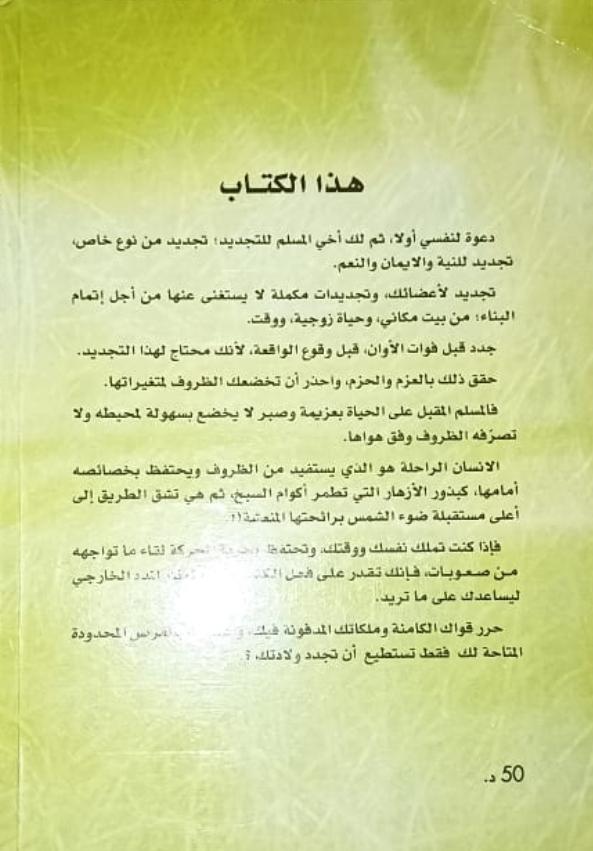 هذا الكتاب
دعوة لنفسي أولا، ثم لك أخي المسلم للتجديد؛ تجديد من نوع خاص،
تجديد للنية والايمان والنعم.
تجديد لأعضائك، وتجديدات مكملة لا يستغنى عنها من أجل إتمام
البناء؛ من بيت مكاني، وحياة زوجية، ووقت.
جدد قبل فوات الأوان، قبل وقوع الواقعة، لأنك محتاج لهذا التجديد.
حقق ذلك بالعزم والحزم، واحذر أن تخضعك الظروف لمتغيراتها.
فالمسلم المقبل على الحياة بعزيمة وصبر لا يخضع بسهولة لمحيطه ولا
تصرّفه الظروف وفق هواها.
الانسان الراحلة هو الذي يستفيد من الظروف ويحتفظ بخصائصه
أمامها، كبذور الأزهار التي تطمر أكوام السبخ، ثم هي تشق الطريق إلى
أعلى مستقبلة ضوء الشمس برائحتها المنعشة!!.
فإذا كنت تملك نفسك ووقتك، وتحتفظ بحرية الحركة لقاء ما تواجهه
من صعوبات، فإنك تقدر على فعل المدد الخارجي
ليساعدك على ما تريد.
حرر قواك الكامنة وملكاتك المدفونة فيك، المحدودة
المتاحة لك فقط تستطيع أن تجدد ولادتك،
50 د.